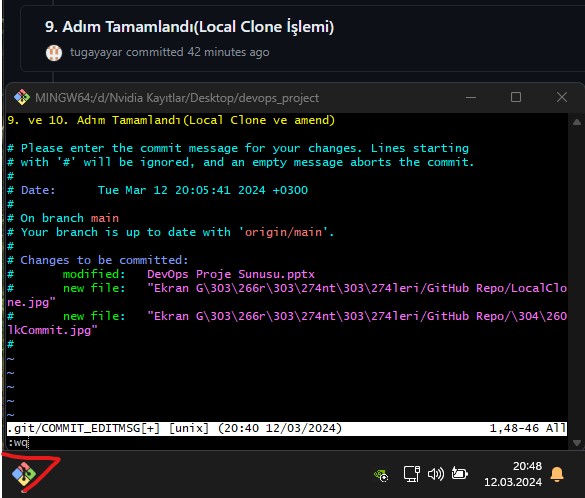 9. Adım Tamamlandı(Local Clone İşlemi)
tugayayar committed 42 minutes ago
MINGW64:/d/Nvidia Kayıtlar/Desktop/devops_project
9. ve 10. Adım Tamamlandı(Local Clone ve amend)
# Please enter the commit message for your changes. Lines starting
# with '#' will be ignored, and an empty message aborts the commit.
#
# Date:      Tue Mar 12 20:05:41 2024 +0300
#
# On branch main
# Your branch is up to date with 'origin/main'.
#
# Changes to be committed:
#       modified:   DevOps Proje Sunusu.pptx
#       new file:   "Ekran G\303\266r\303\274nt\303\274leri/GitHub Repo/LocalClo
ne.jpg"
#       new file:   "Ekran G\303\266r\303\274nt\303\274leri/GitHub Repo/\304\260
lkCommit.jpg"
#
~
~
~
~
~
.git/COMMIT_EDITMSG[+] [unix] (20:40 12/03/2024) 1,48-46 All
:wq
20:48
12.03.2024